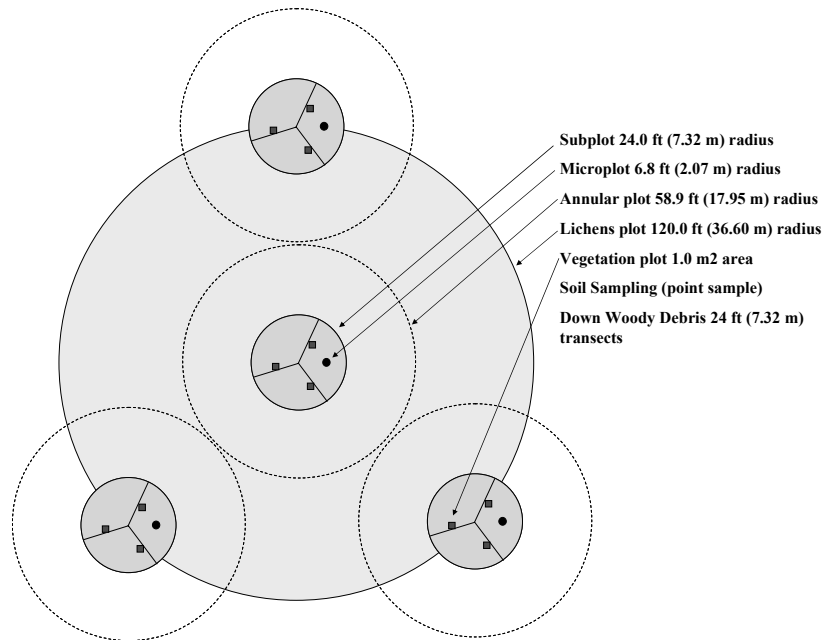 Subplot 24.0 ft (7.32 m) radius
Microplot 6.8 ft (2.07 m) radius
Annular plot 58.9 ft (17.95 m) radius
Lichens plot 120.0 ft (36.60 m) radius
Vegetation plot 1.0 m2 area
Soil Sampling (point sample)
Down Woody Debris 24 ft (7.32 m)
transects